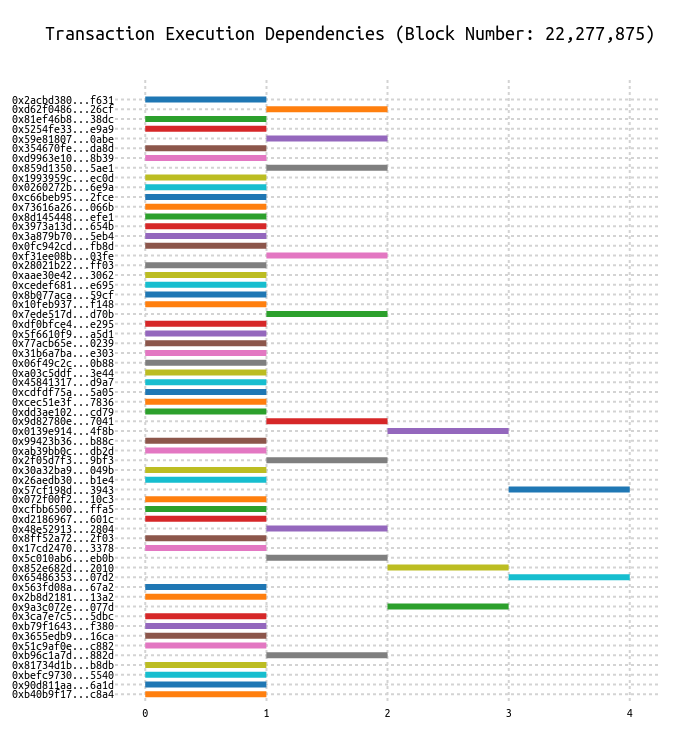 Transaction Execution Dependencies (Block Number: 22,277,875)
0x2acbd380...f631
0xd62f0486...26cf
0x81ef46b8...38dc
0x5254fe33...e9a9
0x59e81807...0abe
0x354670fe...da8d
0xd9963e10...8b39
0x859d1350...5ae1
0x1993959c...ec0d
0x0260272b...6e9a
0xc66beb95...2fce
0x73616a26...066b
0x8d145448...efe1
0x3973a13d...654b
0x3a879b70...5eb4
0x0fc942cd...fb8d
0xf31ee08b...03fe
0x28021b22...ff03
0xaae30e42...3062
0xcedef681...e695
0x8b077aca...59cf
0x10feb937...f148
0x7ede517d...d70b
0xdf0bfce4...e295
0x5f6610f9...a5d1
0x77acb65e...0239
0x31b6a7ba...e303
0x06f49c2c...0b88
0xa03c5ddf...3e44
0x45841317...d9a7
0xcdfdf75a...5a05
0xcec51e3f...7836
0xdd3ae102...cd79
0x9d82780e...7041
0x0139e914...4f8b
0x99423b36...b88c
0xab39bb0c...db2d
0x2f05d7f3...9bf3
0x30a32ba9...049b
0x26aedb30...b1e4
0x57cf198d...3943
0x072f00f2...10c3
0xcfbb6500...ffa5
0xd2186967...601c
0x48e52913...2804
0x8ff52a72...2f03
0x17cd2470...3378
0x5c010ab6...eb0b
0x852e682d...2010
0x65486353...07d2
0x563fd08a...67a2
0x2b8d2181...13a2
0x9a3c072e...077d
0x3ca7e7c5...5dbc
0xb79f1643...f380
0x3655edb9...16ca
0x51c9af0e...c882
0xb96c1a7d...882d
0x81734d1b...b8db
0xbefc9730...5540
0x90d811aa...6a1d
0xb40b9f17...c8a4
0 1 2 3 4